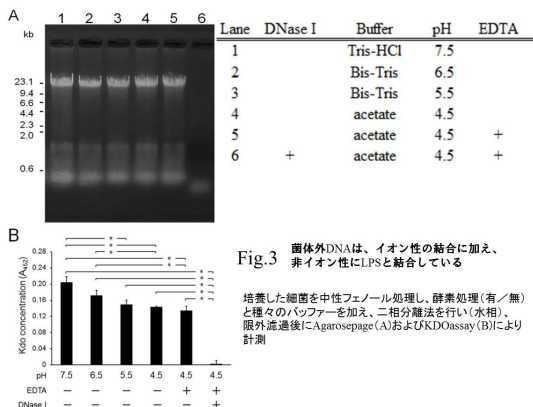 A
1 2 3 4 5 6
kb
23.1
9.4
6.6
4.4
2.3
2.0
0.6
Lane DNase I Buffer pH EDTA
1 Tris-HCl 7.5
2 Bis-Tris 6.5
3 Bis-Tris 5.5
4 acetate 4.5
5 acetate 4.5 +
6 + acetate 4.5 +
B
Kdo concentration (A452)
0.28
0.24
0.20
0.16
0.12
0.08
0.04
0
* * * * * * * * *
pH 7.5 6.5 5.5 4.5 4.5 4.5
EDTA − − − − + +
DNase I − − − − − +
Fig.3 菌体外DNAは、イオン性の結合に加え、
非イオン性にLPSと結合している
培養した細菌を中性フェノール処理し、酵素処理(有／無)
と種々のバッファーを加え、二相分離法を行い(水相)、
限外濾過後にAgarosepage(A)およびKDOassay(B)により
計測